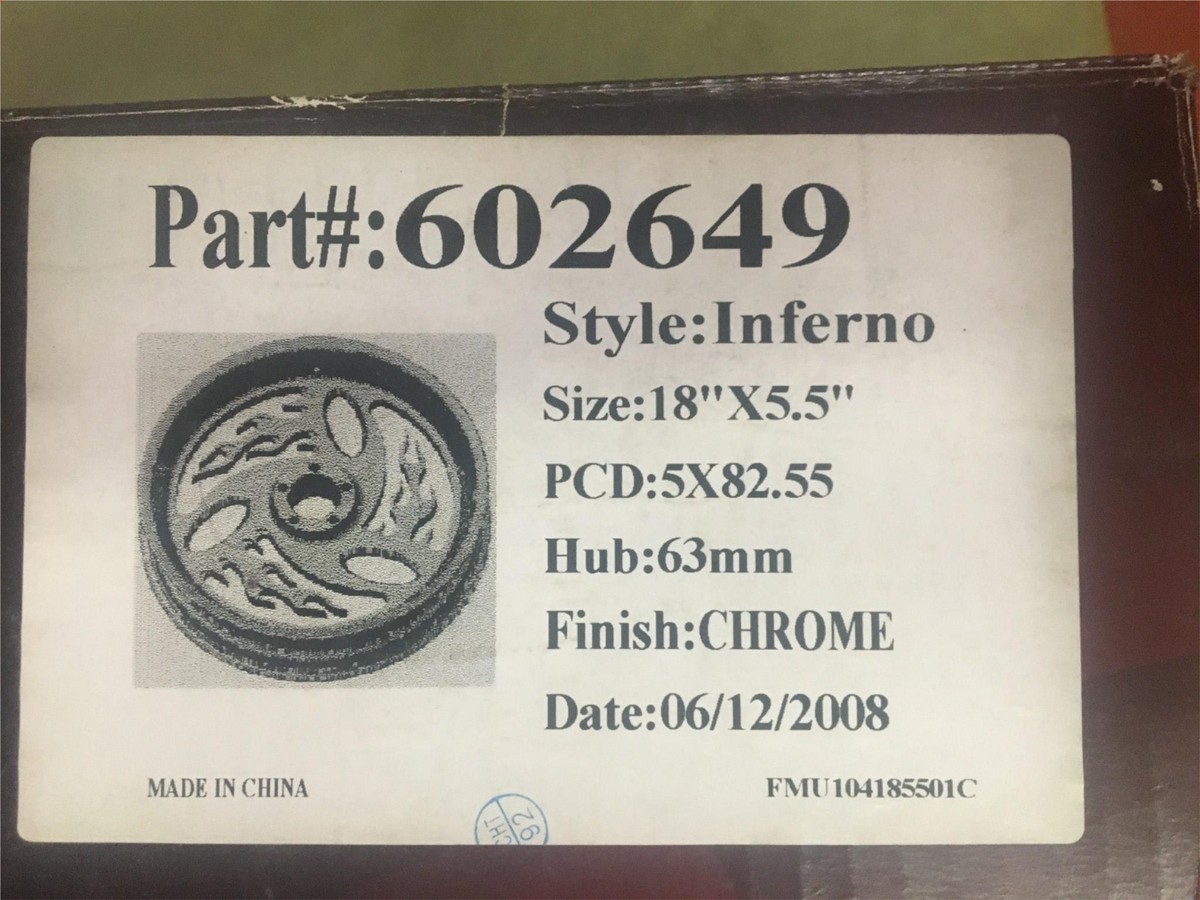 Part#:602649
Style:Inferno
Size:18"X5.5"
PCD:5X82.55
Hub:63mm
Finish:CHROME
Date:06/12/2008
MADE IN CHINA
FMU104185501C
92